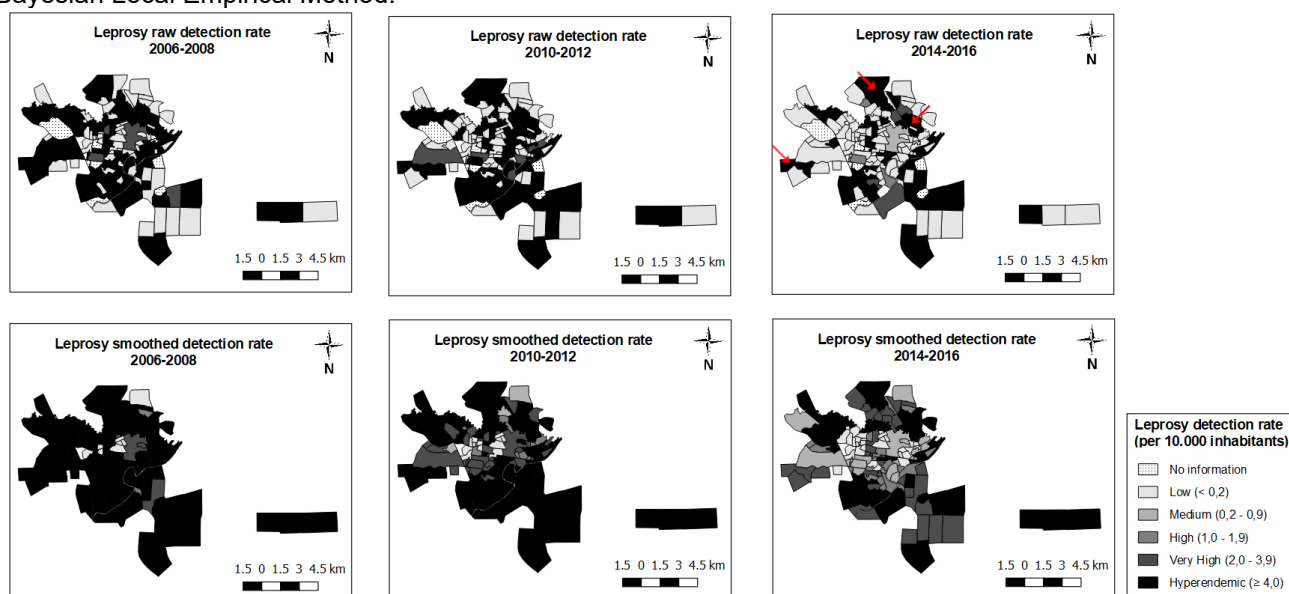 Bayesian Local Empirical Method.
Leprosy raw detection rate
2006-2008
N
1.5 0 1.5 3 4.5 km
Leprosy raw detection rate
2010-2012
N
1.5 0 1.5 3 4.5 km
Leprosy raw detection rate
2014-2016
N
1.5 0 1.5 3 4.5 km
Leprosy smoothed detection rate
2006-2008
N
1.5 0 1.5 3 4.5 km
Leprosy smoothed detection rate
2010-2012
N
1.5 0 1.5 3 4.5 km
Leprosy smoothed detection rate
2014-2016
N
1.5 0 1.5 3 4.5 km
Leprosy detection rate
(per 10.000 inhabitants)
No information
Low (< 0,2)
Medium (0,2 - 0,9)
High (1,0 - 1,9)
Very High (2,0 - 3,9)
Hyperendemic (≥ 4,0)